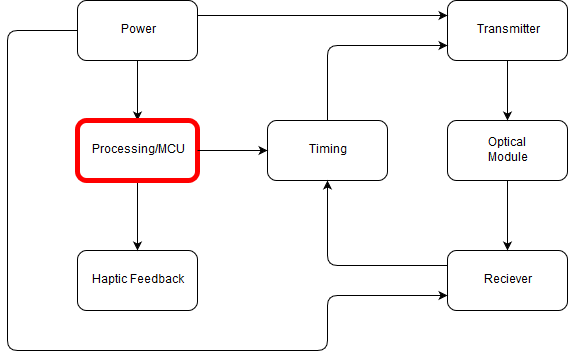 Power
Transmitter
Processing/MCU
Timing
Optical
Module
Haptic Feedback
Reciever